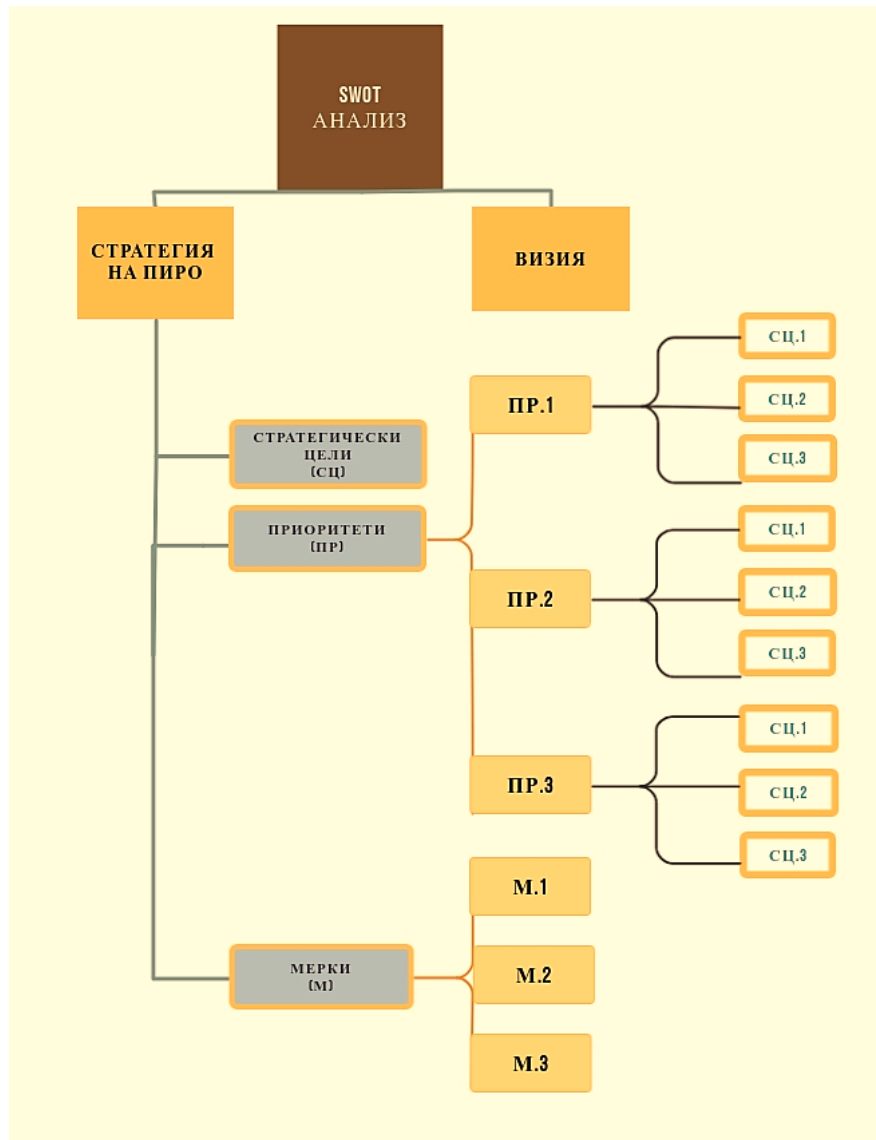 SWOT
АНАЛИЗ
СТРАТЕГИЯ
НА ПИРО
ВИЗИЯ
СТРАТЕГИЧЕСКИ
ЦЕЛИ
(СЦ)
ПРИОРИТЕТИ
(ПР)
ПР.1
СЦ.1
СЦ.2
СЦ.3
ПР.2
СЦ.1
СЦ.2
СЦ.3
ПР.3
СЦ.1
СЦ.2
СЦ.3
МЕРКИ
(М)
М.1
М.2
М.3